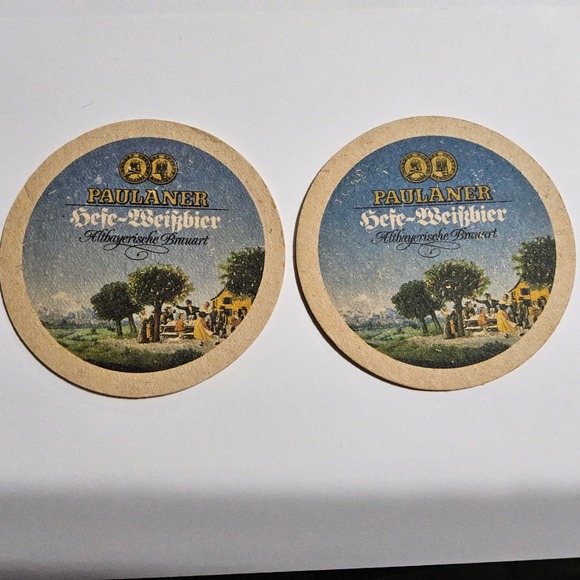 PAULANER
Hefe-Weißbier
Altbayerische Brauart
PAULANER
Hefe-Weißbier
Altbayerische Brauart